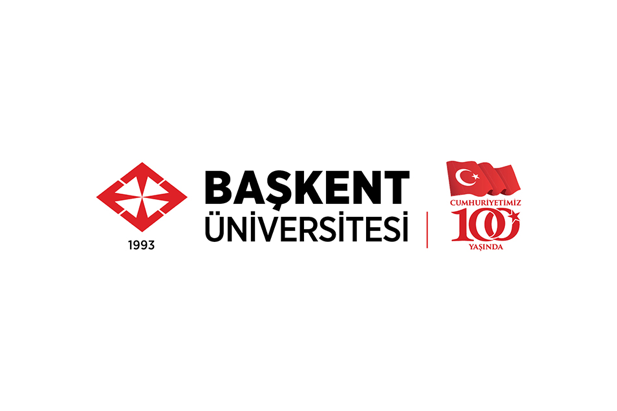 1993
BAŞKENT
ÜNİVERSİTESİ
CUMHURİYETİMİZ
100
YAŞINDA